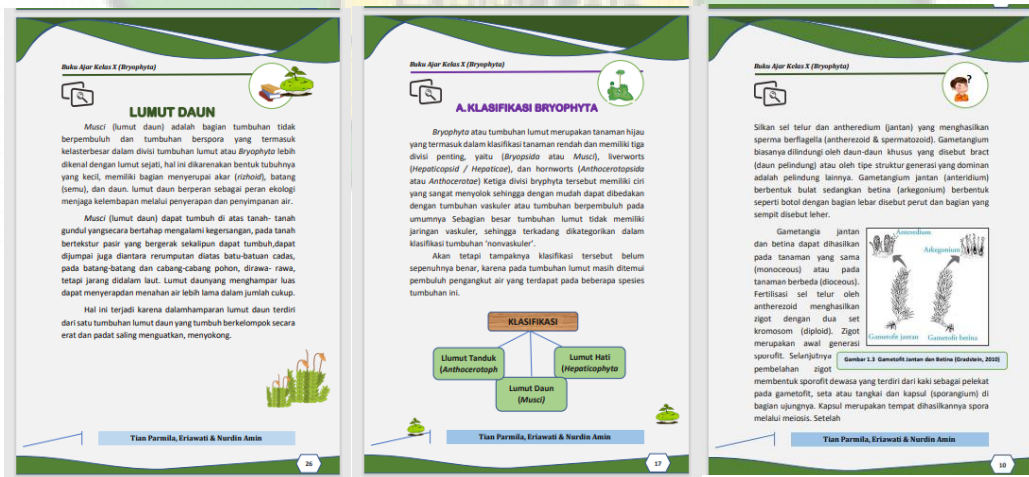 Buku Ajar Kelas X (Bryophyta)
LUMUT DAUN
Musci (lumut daun) adalah bagian tumbuhan tidak
berpembuluh dan tumbuhan berspora yang termasuk
kelasterbesar dalam divisi tumbuhan lumut atau Bryophyta lebih
dikenal dengan lumut sejati, hal ini dikarenakan bentuk tubuhnya
yang kecil, memiliki bagian menyerupai akar (rizhoid), batang
(semu), dan daun. lumut daun berperan sebagai peran ekologi
menjaga kelembapan melalui penyerapan dan penyimpanan air.
Musci (lumut daun) dapat tumbuh di atas tanah- tanah
gundul yangsecara bertahap mengalami kegersangan, pada tanah
bertekstur pasir yang bergerak sekalipun dapat tumbuh,dapat
dijumpai juga diantara rerumputan diatas batu-batuan cadas,
pada batang-batang dan cabang-cabang pohon, dirawa- rawa,
tetapi jarang didalam laut. Lumut daunyang menghampar luas
dapat menyerapdan menahan air lebih lama dalam jumlah cukup.
Hal ini terjadi karena dalamhamparan lumut daun terdiri
dari satu tumbuhan lumut daun yang tumbuh berkelompok secara
erat dan padat saling menguatkan, menyokong.
Tian Parmila, Eriawati & Nurdin Amin
26
Buku Ajar Kelas X (Bryophyta)
A. KLASIFIKASI BRYOPHYTA
Bryophyta atau tumbuhan lumut merupakan tanaman hijau
yang termasuk dalam klasifikasi tanaman rendah dan memiliki tiga
divisi penting, yaitu (Bryopsida atau Musci), liverworts
(Hepaticopsid / Hepaticae), dan hornworts (Anthocerotopsida
atau Anthocerotae) Ketiga divisi bryphyta tersebut memiliki ciri
yang sangat menyolok sehingga dengan mudah dapat dibedakan
dengan tumbuhan vaskuler atau tumbuhan berpembuluh pada
umumnya Sebagian besar tumbuhan lumut tidak memiliki
jaringan vaskuler, sehingga terkadang dikategorikan dalam
klasifikasi tumbuhan 'nonvaskuler'.
Akan tetapi tampaknya klasifikasi tersebut belum
sepenuhnya benar, karena pada tumbuhan lumut masih ditemui
pembuluh pengangkut air yang terdapat pada beberapa spesies
tumbuhan ini.
KLASIFIKASI
Llumut Tanduk
(Anthocerotoph
Lumut Hati
(Hepaticophyta
Lumut Daun
(Musci)
Tian Parmila, Eriawati & Nurdin Amin
17
Buku Ajar Kelas X (Bryophyta)
Silkan sel telur dan antheredium (jantan) yang menghasilkan
sperma berflagella (antherezoid & spermatozoid). Gametangium
biasanya dilindungi oleh daun-daun khusus yang disebut bract
(daun pelindung) atau oleh tipe struktur generasi yang dominan
adalah pelindung lainnya. Gametangium jantan (anteridium)
berbentuk bulat sedangkan betina (arkegonium) berbentuk
seperti botol dengan bagian lebar disebut perut dan bagian yang
sempit disebut leher.
Gametangia jantan
dan betina dapat dihasilkan
pada tanaman yang sama
(monoceous) atau pada
tanaman berbeda (dioceous).
Fertilisasi sel telur oleh
antherezoid menghasilkan
zigot dengan dua set
kromosom (diploid). Zigot
merupakan awal generasi
sporofit. Selanjutnya
pembelahan zigot
membentuk sporofit dewasa yang terdiri dari kaki sebagai pelekat
pada gametofit, seta atau tangkai dan kapsul (sporangium) di
bagian ujungnya. Kapsul merupakan tempat dihasilkannya spora
melalui meiosis. Setelah
Anteredium
Arkegonium
Gametofit jantan
Gametofit betina
Gambar 1.3 Gametofit Jantan dan Betina (Gradstein, 2010)
Tian Parmila, Eriawati & Nurdin Amin
10